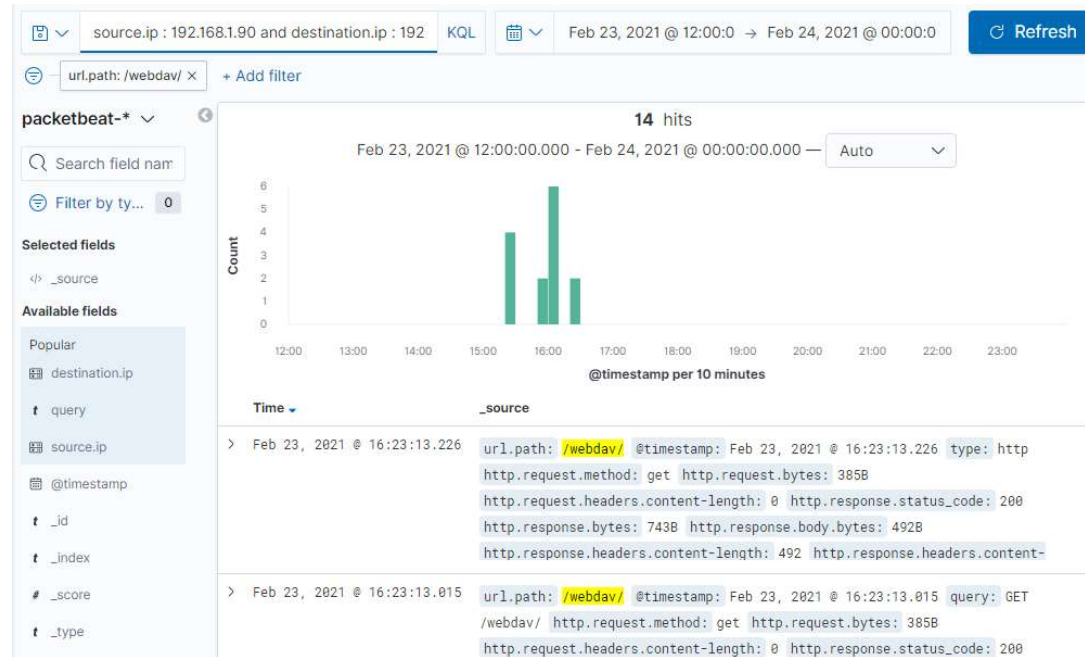 source.ip : 192.168.1.90 and destination.ip : 192 KQL Feb 23, 2021 @ 12:00:0 → Feb 24, 2021 @ 00:00:0 Refresh
url.path: /webdav/ × + Add filter
packetbeat-*
Search field nam
Filter by ty... 0
Selected fields
_source
Available fields
Popular
destination.ip
t query
source.ip
@timestamp
t _id
t _index
# _score
t _type
14 hits
Feb 23, 2021 @ 12:00:00.000 - Feb 24, 2021 @ 00:00:00.000 — Auto
6
5
4
3
2
1
0
Count
12:00 13:00 14:00 15:00 16:00 17:00 18:00 19:00 20:00 21:00 22:00 23:00
@timestamp per 10 minutes
Time _source
> Feb 23, 2021 @ 16:23:13.226 url.path: /webdav/ @timestamp: Feb 23, 2021 @ 16:23:13.226 type: http
http.request.method: get http.request.bytes: 385B
http.request.headers.content-length: 0 http.response.status_code: 200
http.response.bytes: 743B http.response.body.bytes: 492B
http.response.headers.content-length: 492 http.response.headers.content-
> Feb 23, 2021 @ 16:23:13.015 url.path: /webdav/ @timestamp: Feb 23, 2021 @ 16:23:13.015 query: GET
/webdav/ http.request.method: get http.request.bytes: 385B
http.request.headers.content-length: 0 http.response.status_code: 200